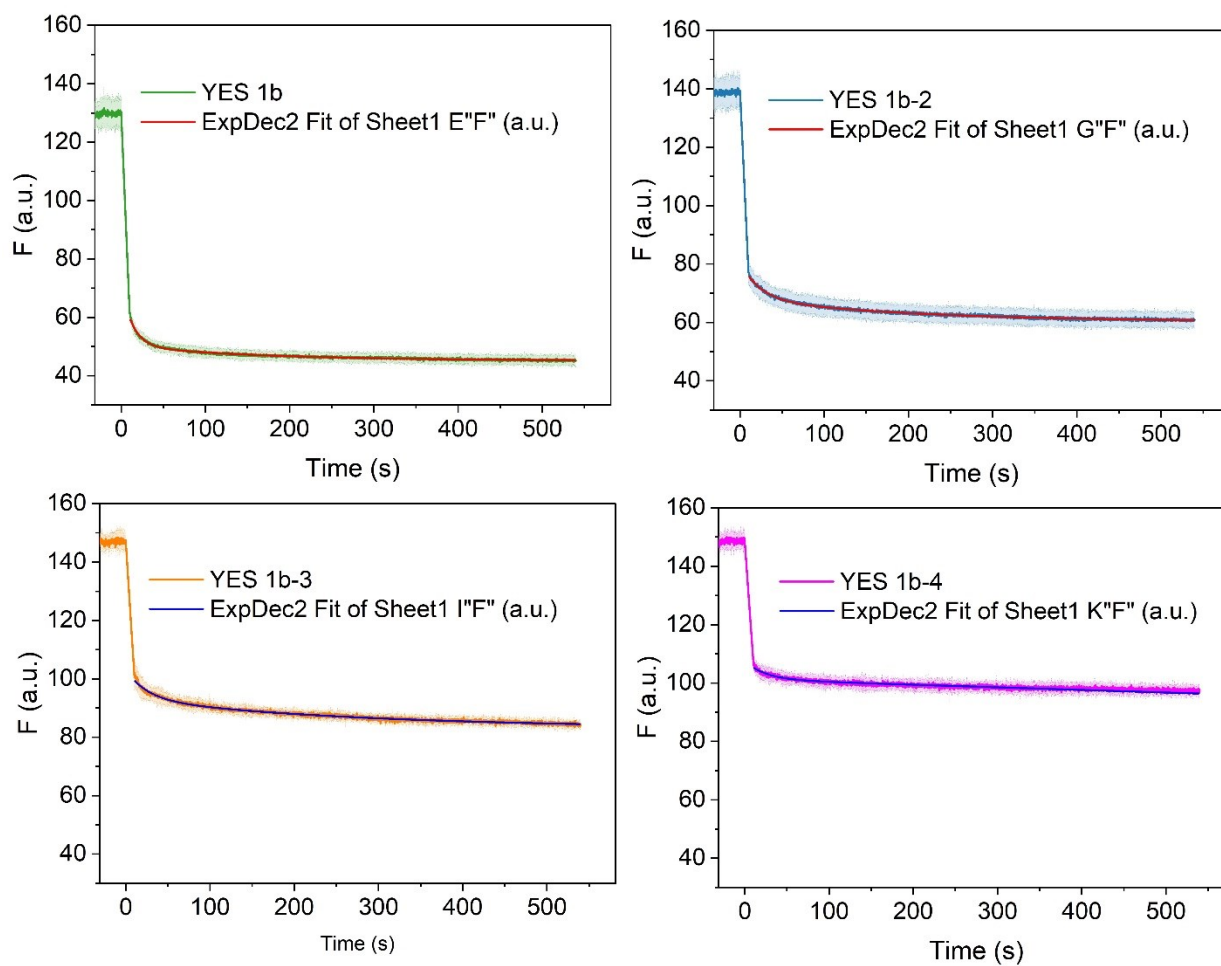 160
140
120
100
80
60
40
F (a.u.)
YES 1b
ExpDec2 Fit of Sheet1 E"F" (a.u.)
0 100 200 300 400 500
Time (s)
160
140
120
100
80
60
40
F (a.u.)
YES 1b-2
ExpDec2 Fit of Sheet1 G"F" (a.u.)
0 100 200 300 400 500
Time (s)
160
140
120
100
80
60
40
F (a.u.)
YES 1b-3
ExpDec2 Fit of Sheet1 I"F" (a.u.)
0 100 200 300 400 500
Time (s)
160
140
120
100
80
60
40
F (a.u.)
YES 1b-4
ExpDec2 Fit of Sheet1 K"F" (a.u.)
0 100 200 300 400 500
Time (s)